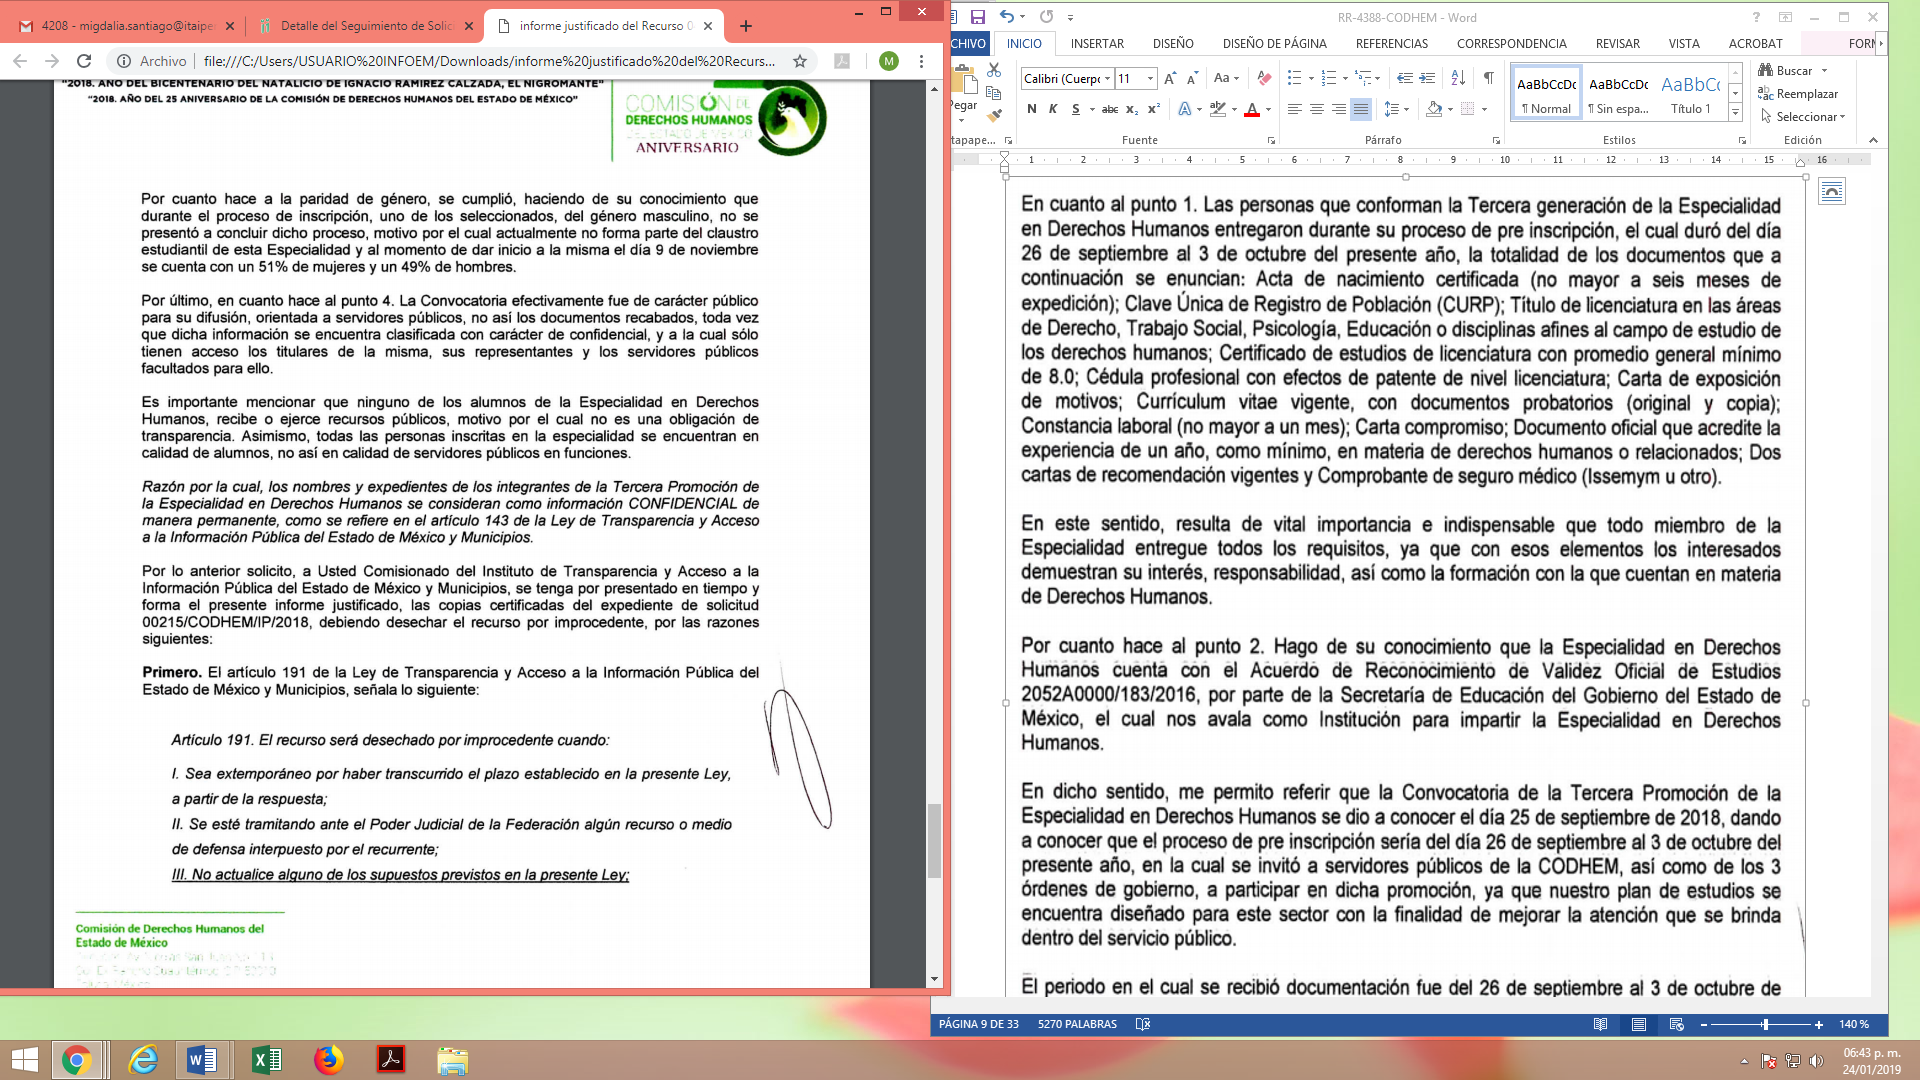 4208 - migdalia.santiago@itaipe
Detalle del Seguimiento de Solic
informe justificado del Recurso 0
Archivo
file:///C:/Users/USUARIO%20INFOEM/Downloads/informe%20justificado%20del%20Recurs...
M
"2018. AÑO DEL BICENTENARIO DEL NATALICIO DE IGNACIO RAMÍREZ CALZADA, EL NIGROMANTE"
"2018. AÑO DEL 25 ANIVERSARIO DE LA COMISIÓN DE DERECHOS HUMANOS DEL ESTADO DE MÉXICO"
COMISIÓN DE
DERECHOS HUMANOS
DEL ESTADO DE MÉXICO
ANIVERSARIO
Por cuanto hace a la paridad de género, se cumplió, haciendo de su conocimiento que
durante el proceso de inscripción, uno de los seleccionados, del género masculino, no se
presentó a concluir dicho proceso, motivo por el cual actualmente no forma parte del claustro
estudiantil de esta Especialidad y al momento de dar inicio a la misma el día 9 de noviembre
se cuenta con un 51% de mujeres y un 49% de hombres.
Por último, en cuanto hace al punto 4. La Convocatoria efectivamente fue de carácter público
para su difusión, orientada a servidores públicos, no así los documentos recabados, toda vez
que dicha información se encuentra clasificada con carácter de confidencial, y a la cual sólo
tienen acceso los titulares de la misma, sus representantes y los servidores públicos
facultados para ello.
Es importante mencionar que ninguno de los alumnos de la Especialidad en Derechos
Humanos, recibe o ejerce recursos públicos, motivo por el cual no es una obligación de
transparencia. Asimismo, todas las personas inscritas en la especialidad se encuentran en
calidad de alumnos, no así en calidad de servidores públicos en funciones.
Razón por la cual, los nombres y expedientes de los integrantes de la Tercera Promoción de
la Especialidad en Derechos Humanos se consideran como información CONFIDENCIAL de
manera permanente, como se refiere en el artículo 143 de la Ley de Transparencia y Acceso
a la Información Pública del Estado de México y Municipios.
Por lo anterior solicito, a Usted Comisionado del Instituto de Transparencia y Acceso a la
Información Pública del Estado de México y Municipios, se tenga por presentado en tiempo y
forma el presente informe justificado, las copias certificadas del expediente de solicitud
00215/CODHEM/IP/2018, debiendo desechar el recurso por improcedente, por las razones
siguientes:
Primero. El artículo 191 de la Ley de Transparencia y Acceso a la Información Pública del
Estado de México y Municipios, señala lo siguiente:
Artículo 191. El recurso será desechado por improcedente cuando:
I. Sea extemporáneo por haber transcurrido el plazo establecido en la presente Ley,
a partir de la respuesta;
II. Se esté tramitando ante el Poder Judicial de la Federación algún recurso o medio
de defensa interpuesto por el recurrente;
III. No actualice alguno de los supuestos previstos en la presente Ley;
Comisión de Derechos Humanos del
Estado de México
RR-4388-CODHEM - Word
CHIVO
INICIO
INSERTAR
DISEÑO
DISEÑO DE PÁGINA
REFERENCIAS
CORRESPONDENCIA
REVISAR
VISTA
ACROBAT
FORM
Pegar
Calibri (Cuerpo
11
N K S abc x₂ x²
AaBbCcDc
¶ Normal
AaBbCcDc
¶ Sin espa...
AaBbCc
Título 1
Buscar
Reemplazar
Seleccionar
tapape...
Fuente
Párrafo
Estilos
Edición
1 2 3 4 5 6 7 8 9 10 11 12 13 14 15 16
En cuanto al punto 1. Las personas que conforman la Tercera generación de la Especialidad
en Derechos Humanos entregaron durante su proceso de pre inscripción, el cual duró del día
26 de septiembre al 3 de octubre del presente año, la totalidad de los documentos que a
continuación se enuncian: Acta de nacimiento certificada (no mayor a seis meses de
expedición); Clave Única de Registro de Población (CURP); Título de licenciatura en las áreas
de Derecho, Trabajo Social, Psicología, Educación o disciplinas afines al campo de estudio de
los derechos humanos; Certificado de estudios de licenciatura con promedio general mínimo
de 8.0; Cédula profesional con efectos de patente de nivel licenciatura; Carta de exposición
de motivos; Currículum vitae vigente, con documentos probatorios (original y copia);
Constancia laboral (no mayor a un mes); Carta compromiso; Documento oficial que acredite la
experiencia de un año, como mínimo, en materia de derechos humanos o relacionados; Dos
cartas de recomendación vigentes y Comprobante de seguro médico (Issemym u otro).
En este sentido, resulta de vital importancia e indispensable que todo miembro de la
Especialidad entregue todos los requisitos, ya que con esos elementos los interesados
demuestran su interés, responsabilidad, así como la formación con la que cuentan en materia
de Derechos Humanos.
Por cuanto hace al punto 2. Hago de su conocimiento que la Especialidad en Derechos
Humanos cuenta con el Acuerdo de Reconocimiento de Validez Oficial de Estudios
2052A0000/183/2016, por parte de la Secretaría de Educación del Gobierno del Estado de
México, el cual nos avala como Institución para impartir la Especialidad en Derechos
Humanos.
En dicho sentido, me permito referir que la Convocatoria de la Tercera Promoción de la
Especialidad en Derechos Humanos se dio a conocer el día 25 de septiembre de 2018, dando
a conocer que el proceso de pre inscripción sería del día 26 de septiembre al 3 de octubre del
presente año, en la cual se invitó a servidores públicos de la CODHEM, así como de los 3
órdenes de gobierno, a participar en dicha promoción, ya que nuestro plan de estudios se
encuentra diseñado para este sector con la finalidad de mejorar la atención que se brinda
dentro del servicio público.
El periodo en el cual se recibió documentación fue del 26 de septiembre al 3 de octubre de
PÁGINA 9 DE 33
5270 PALABRAS
140 %
06:43 p. m.
24/01/2019